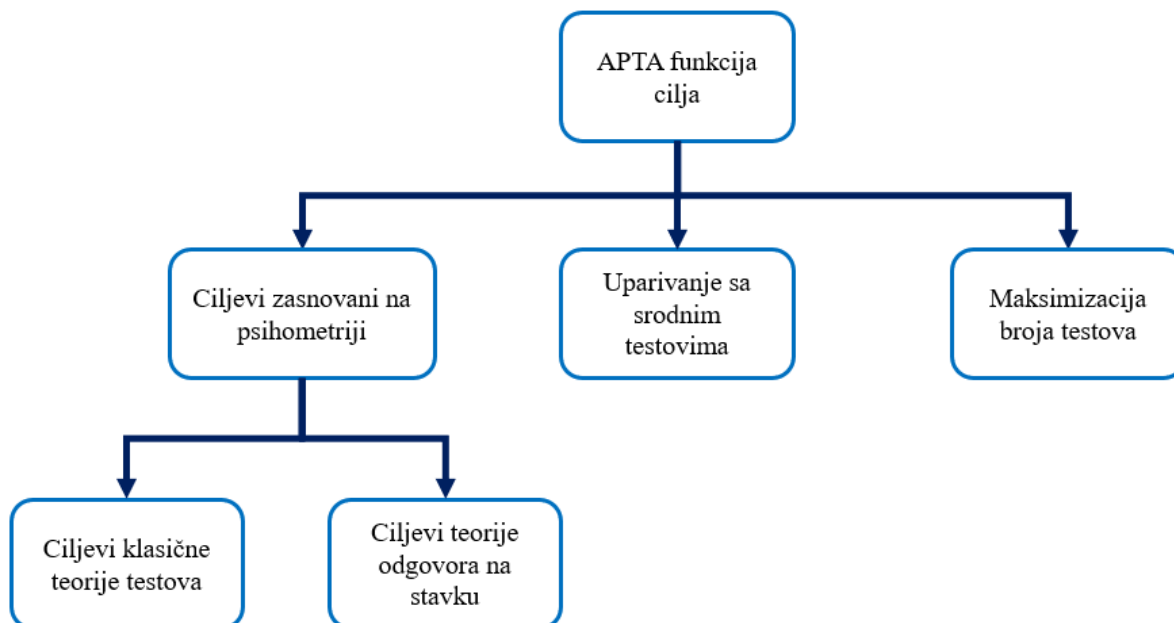 APTA funkcija
cilja
Ciljevi zasnovani na
psihometriji
Uparivanje sa
srodnim
testovima
Maksimizacija
broja testova
Ciljevi klasične
teorije testova
Ciljevi teorije
odgovora na
stavku